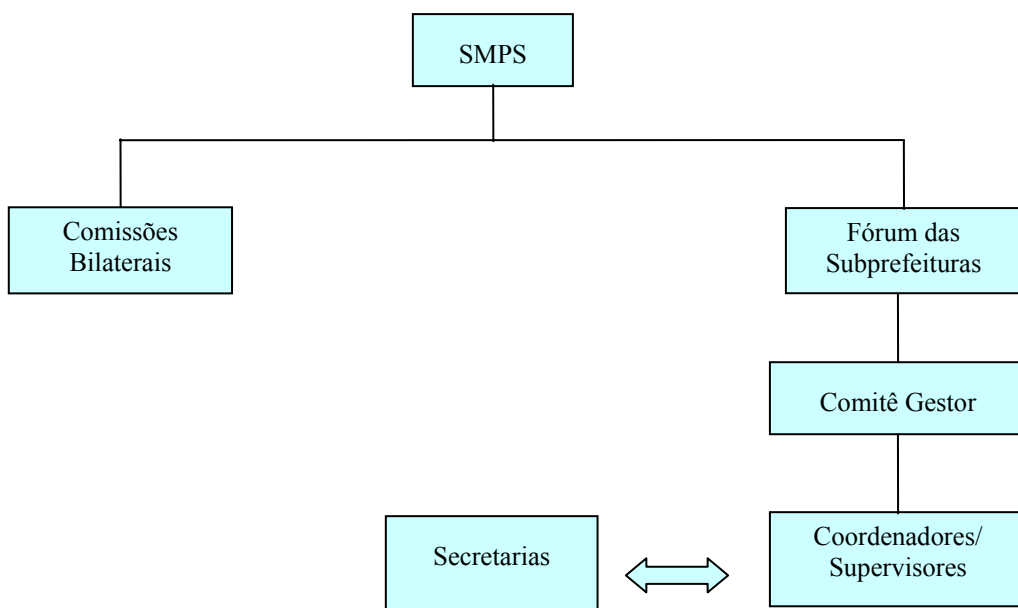 SMPS
Comissões
Bilaterais
Fórum das
Subprefeituras
Comitê Gestor
Secretarias
Coordenadores/
Supervisores